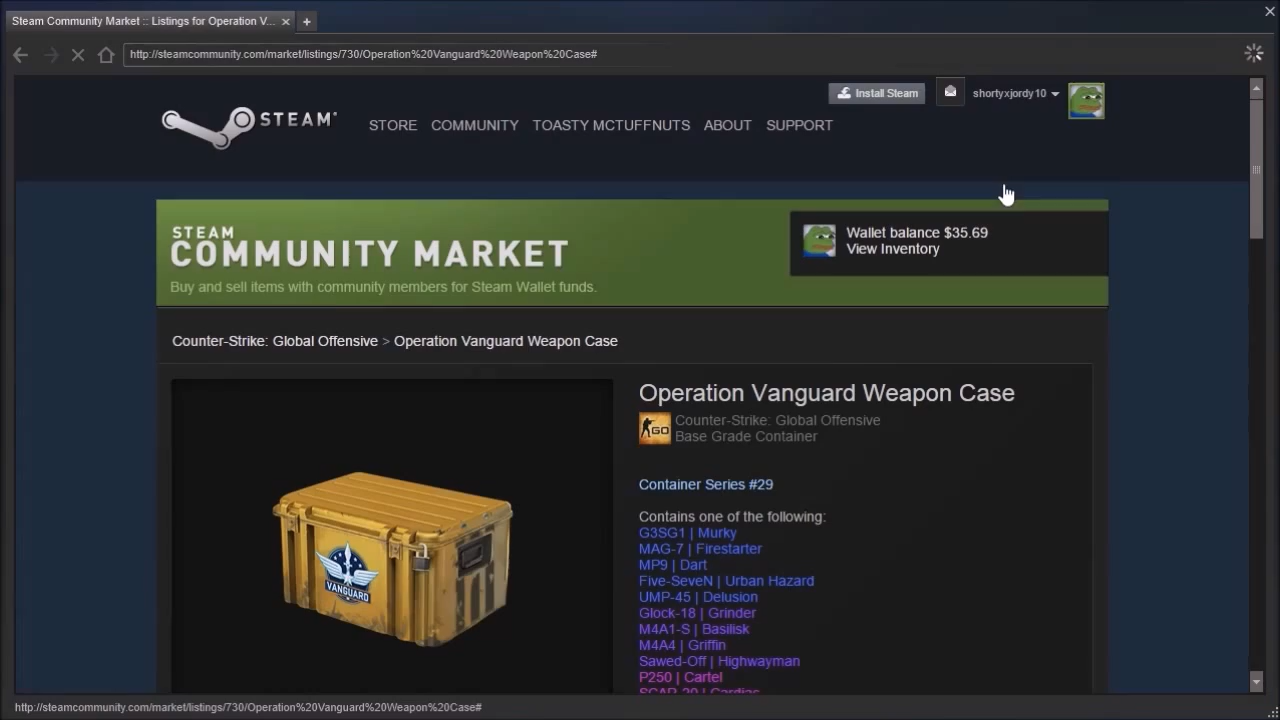 Steam Community Market :: Listings for Operation V...
http://steamcommunity.com/market/listings/730/Operation%20Vanguard%20Weapon%20Case#
Install Steam
shortyxjordy10
STEAM
STORE COMMUNITY TOASTY MCTUFFNUTS ABOUT SUPPORT
STEAM
COMMUNITY MARKET
Buy and sell items with community members for Steam Wallet funds.
Wallet balance $35.69
View Inventory
Counter-Strike: Global Offensive > Operation Vanguard Weapon Case
VANGUARD
Operation Vanguard Weapon Case
GO
Counter-Strike: Global Offensive
Base Grade Container
Container Series #29
Contains one of the following:
G3SG1 | Murky
MAG-7 | Firestarter
MP9 | Dart
Five-SeveN | Urban Hazard
UMP-45 | Delusion
Glock-18 | Grinder
M4A1-S | Basilisk
M4A4 | Griffin
Sawed-Off | Highwayman
P250 | Cartel
SCAR-20 | Cardiac
http://steamcommunity.com/market/listings/730/Operation%20Vanguard%20Weapon%20Case#